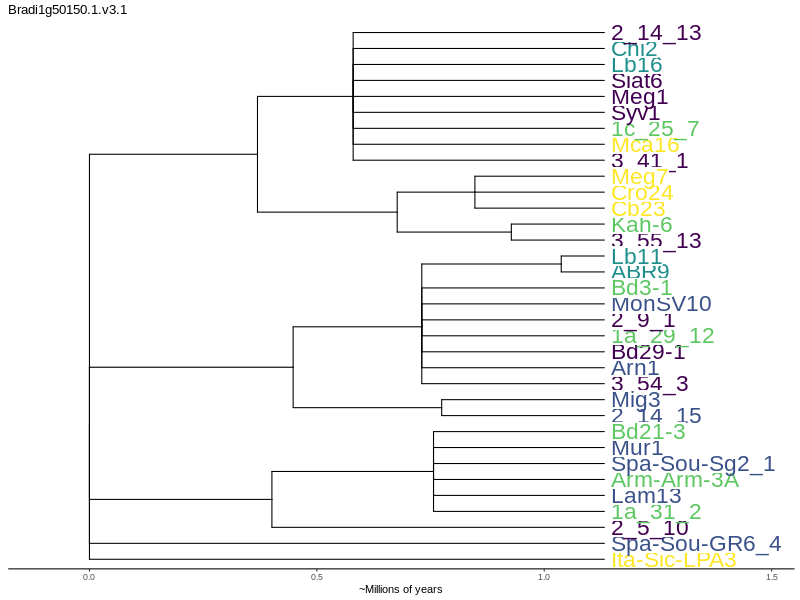 Bradi1g50150.1.v3.1
2_14_13
Chi2
Lb16
Siat6
Meg1
Syv1
1c_25_7
Mca16
3_41_1
Meg7
Cro24
Cb23
Kah-6
3_55_13
Lb11
ABR9
Bd3-1
MonSV10
2_9_1
1a_29_12
Bd29-1
Arn1
3_54_3
Mig3
2_14_15
Bd21-3
Mur1
Spa-Sou-Sg2_1
Arm-Arm-3A
Lam13
1a_31_2
2_5_10
Spa-Sou-GR6_4
Ita-Sic-LPA3
0.0 0.5 1.0 1.5
~Millions of years